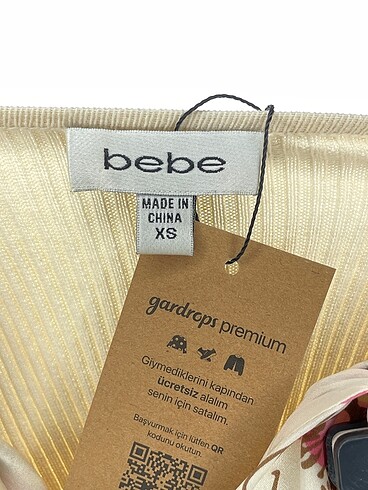 bebe
MADE IN
CHINA
XS
gardrops premium
Giymediklerini kapından
ücretsiz alalım
senin için satalım.
Başvurmak için lütfen QR
kodunu okutun.